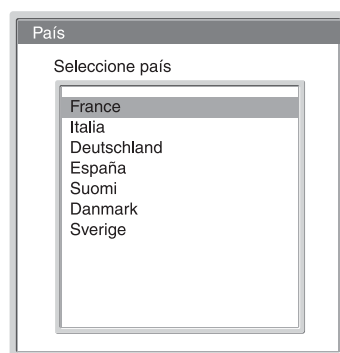 País
Seleccione país
France
Italia
Deutschland
España
Suomi
Danmark
Sverige